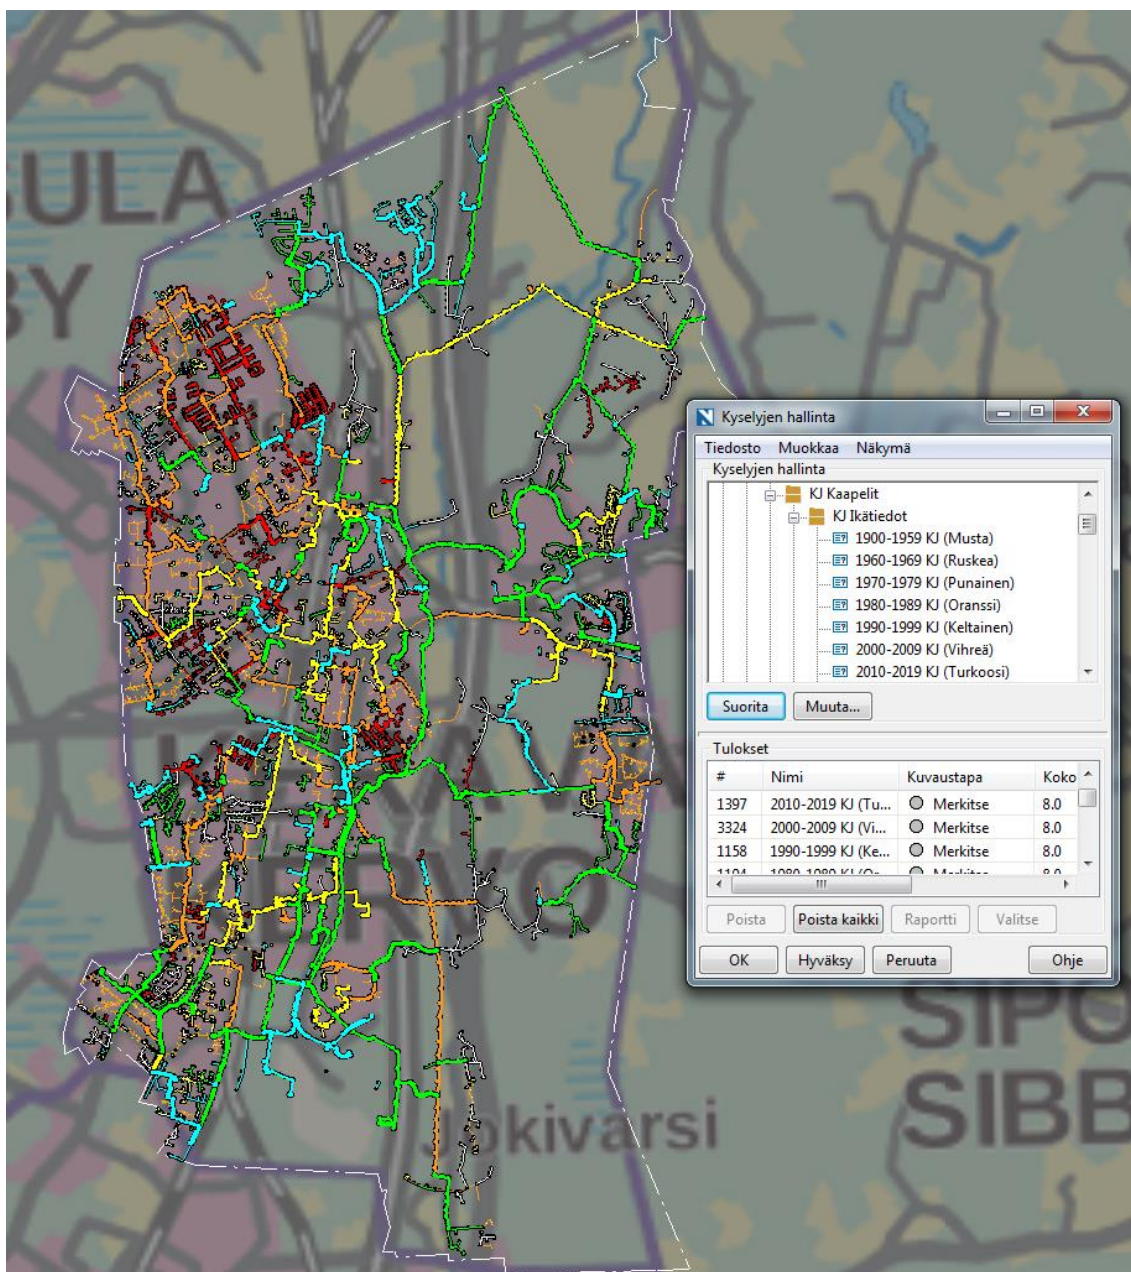 SULA
BY
Kyselyjen hallinta
Tiedosto Muokkaa Näkymä
Kyselyjen hallinta
KJ Kaapelit
KJ Ikätiedot
1900-1959 KJ (Musta)
1960-1969 KJ (Ruskea)
1970-1979 KJ (Punainen)
1980-1989 KJ (Oranssi)
1990-1999 KJ (Keltainen)
2000-2009 KJ (Vihreä)
2010-2019 KJ (Turkoosi)
Suorita Muuta...
Tulokset
# Nimi Kuvaustapa Koko
1397 2010-2019 KJ (Tu... Merkitse 8.0
3324 2000-2009 KJ (Vi... Merkitse 8.0
1158 1990-1999 KJ (Ke... Merkitse 8.0
Poista Poista kaikki Raportti Valitse
OK Hyväksy Peruuta Ohje
SIPO
SIBB
Jokivarsi